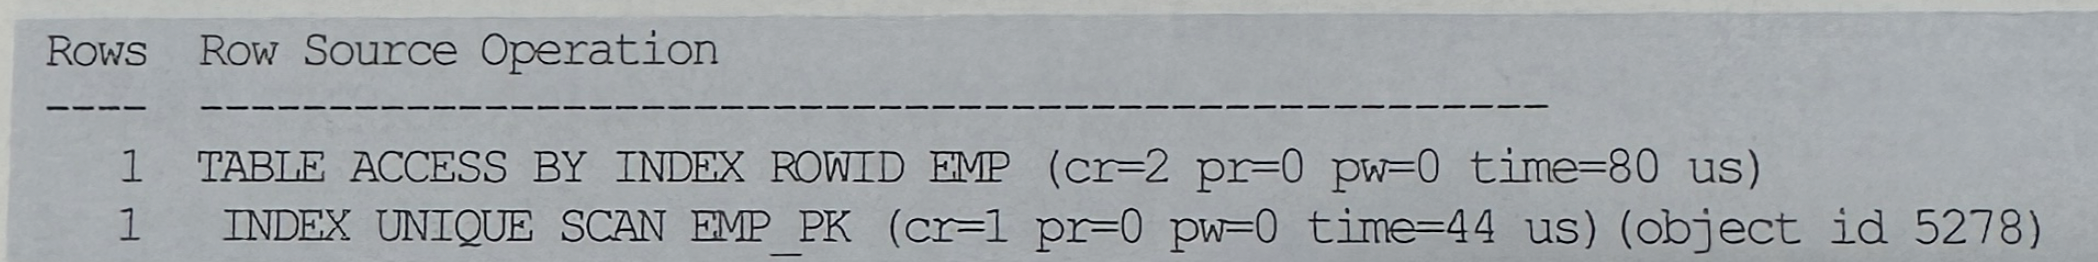 Rows  Row Source Operation
----  ----------------------------------------------------
   1  TABLE ACCESS BY INDEX ROWID EMP (cr=2 pr=0 pw=0 time=80 us)
   1   INDEX UNIQUE SCAN EMP_PK (cr=1 pr=0 pw=0 time=44 us)(object id 5278)